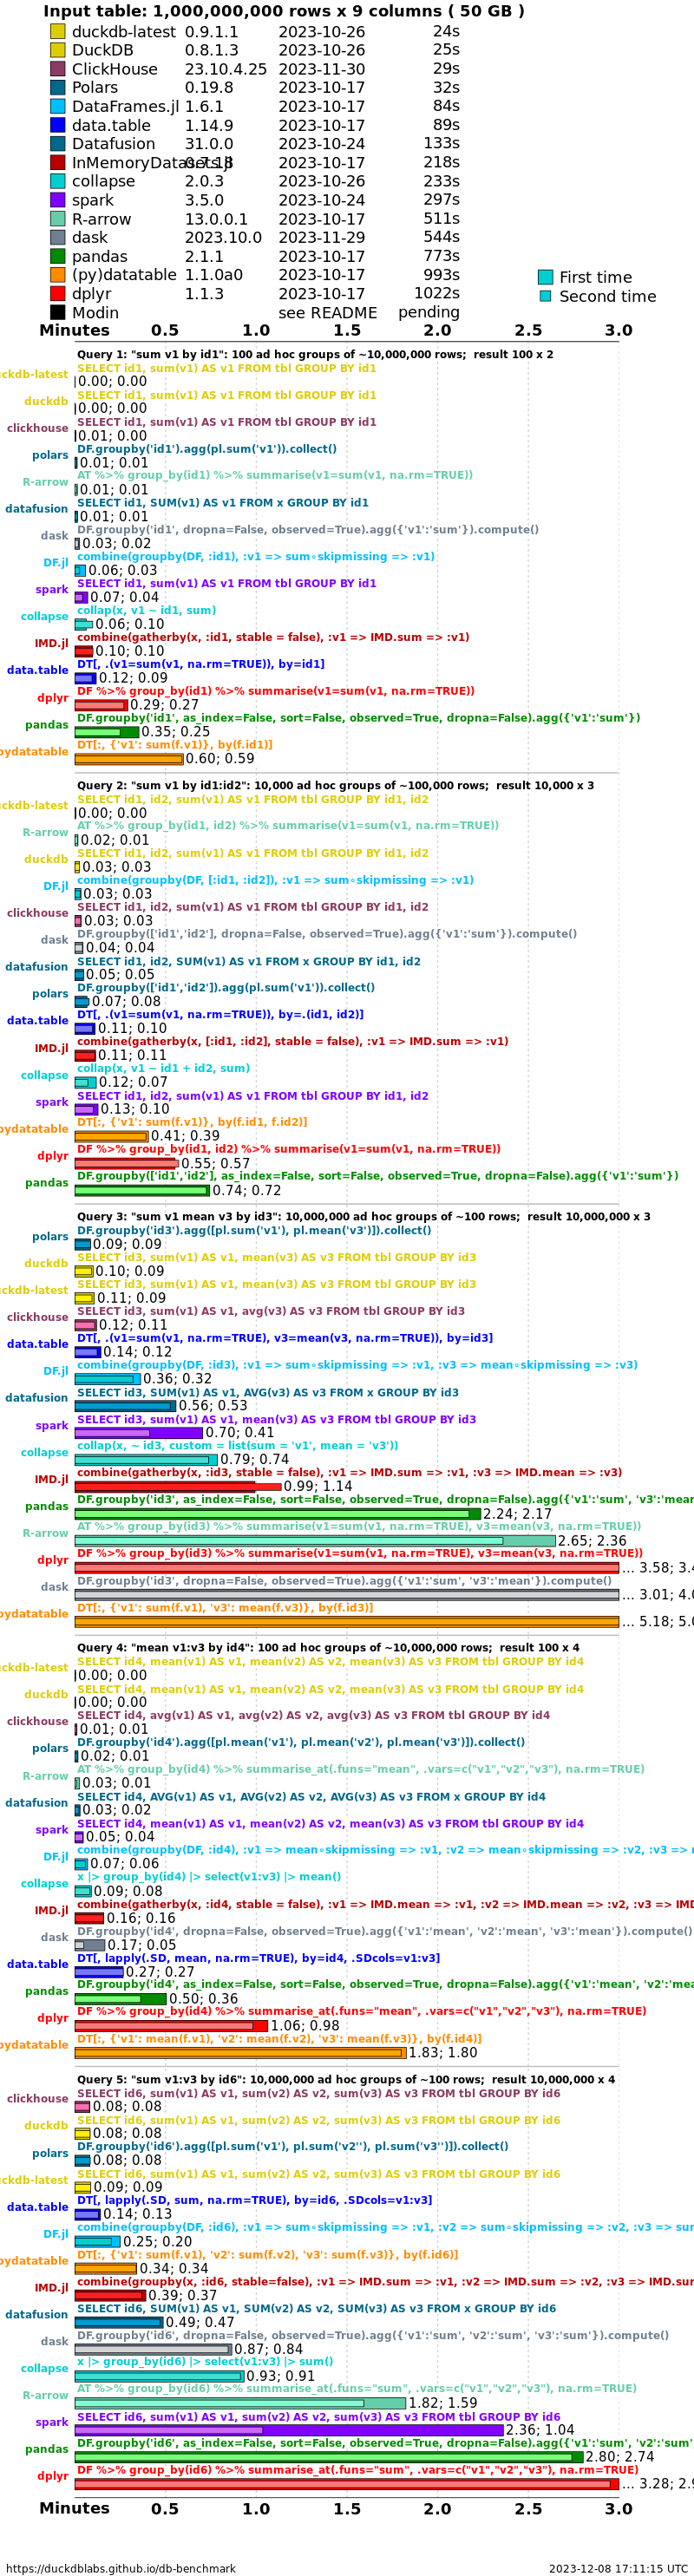 Input table: 1,000,000,000 rows x 9 columns ( 50 GB )
duckdb-latest 0.9.1.1 2023-10-26 24s
DuckDB 0.8.1.3 2023-10-26 25s
ClickHouse 23.10.4.25 2023-11-30 29s
Polars 0.19.8 2023-10-17 32s
DataFrames.jl 1.6.1 2023-10-17 84s
data.table 1.14.9 2023-10-17 89s
Datafusion 31.0.0 2023-10-24 133s
InMemoryDatasets.jl 0.7.18 2023-10-17 218s
collapse 2.0.3 2023-10-26 233s
spark 3.5.0 2023-10-24 297s
R-arrow 13.0.0.1 2023-10-17 511s
dask 2023.10.0 2023-11-29 544s
pandas 2.1.1 2023-10-17 773s
(py)datatable 1.1.0a0 2023-10-17 993s
dplyr 1.1.3 2023-10-17 1022s
Modin see README pending
First time
Second time
Minutes 0.5 1.0 1.5 2.0 2.5 3.0
Query 1: "sum v1 by id1": 100 ad hoc groups of ~10,000,000 rows; result 100 x 2
uckdb-latest SELECT id1, sum(v1) AS v1 FROM tbl GROUP BY id1
0.00; 0.00
duckdb SELECT id1, sum(v1) AS v1 FROM tbl GROUP BY id1
0.00; 0.00
clickhouse SELECT id1, sum(v1) AS v1 FROM tbl GROUP BY id1
0.01; 0.00
polars DF.groupby('id1').agg(pl.sum('v1')).collect()
0.01; 0.01
R-arrow AT %>% group_by(id1) %>% summarise(v1=sum(v1, na.rm=TRUE))
0.01; 0.01
datafusion SELECT id1, SUM(v1) AS v1 FROM x GROUP BY id1
0.01; 0.01
dask DF.groupby('id1', dropna=False, observed=True).agg({'v1':'sum'}).compute()
0.03; 0.02
DF.jl combine(groupby(DF, :id1), :v1 => sum∘skipmissing => :v1)
0.06; 0.03
spark SELECT id1, sum(v1) AS v1 FROM tbl GROUP BY id1
0.07; 0.04
collapse collap(x, v1 ~ id1, sum)
0.06; 0.10
IMD.jl combine(gatherby(x, :id1, stable = false), :v1 => IMD.sum => :v1)
0.10; 0.10
data.table DT[, .(v1=sum(v1, na.rm=TRUE)), by=id1]
0.12; 0.09
dplyr DF %>% group_by(id1) %>% summarise(v1=sum(v1, na.rm=TRUE))
0.29; 0.27
pandas DF.groupby('id1', as_index=False, sort=False, observed=True, dropna=False).agg({'v1':'sum'})
0.35; 0.25
pydatatable DT[:, {'v1': sum(f.v1)}, by(f.id1)]
0.60; 0.59
Query 2: "sum v1 by id1:id2": 10,000 ad hoc groups of ~100,000 rows; result 10,000 x 3
uckdb-latest SELECT id1, id2, sum(v1) AS v1 FROM tbl GROUP BY id1, id2
0.00; 0.00
R-arrow AT %>% group_by(id1, id2) %>% summarise(v1=sum(v1, na.rm=TRUE))
0.02; 0.01
duckdb SELECT id1, id2, sum(v1) AS v1 FROM tbl GROUP BY id1, id2
0.03; 0.03
DF.jl combine(groupby(DF, [:id1, :id2]), :v1 => sum∘skipmissing => :v1)
0.03; 0.03
clickhouse SELECT id1, id2, sum(v1) AS v1 FROM tbl GROUP BY id1, id2
0.03; 0.03
dask DF.groupby(['id1','id2'], dropna=False, observed=True).agg({'v1':'sum'}).compute()
0.04; 0.04
datafusion SELECT id1, id2, SUM(v1) AS v1 FROM x GROUP BY id1, id2
0.05; 0.05
polars DF.groupby(['id1','id2']).agg(pl.sum('v1')).collect()
0.07; 0.08
data.table DT[, .(v1=sum(v1, na.rm=TRUE)), by=.(id1, id2)]
0.11; 0.10
IMD.jl combine(gatherby(x, [:id1, :id2], stable = false), :v1 => IMD.sum => :v1)
0.11; 0.11
collapse collap(x, v1 ~ id1 + id2, sum)
0.12; 0.07
spark SELECT id1, id2, sum(v1) AS v1 FROM tbl GROUP BY id1, id2
0.13; 0.10
pydatatable DT[:, {'v1': sum(f.v1)}, by(f.id1, f.id2)]
0.41; 0.39
dplyr DF %>% group_by(id1, id2) %>% summarise(v1=sum(v1, na.rm=TRUE))
0.55; 0.57
pandas DF.groupby(['id1','id2'], as_index=False, sort=False, observed=True, dropna=False).agg({'v1':'sum'})
0.74; 0.72
Query 3: "sum v1 mean v3 by id3": 10,000,000 ad hoc groups of ~100 rows; result 10,000,000 x 3
polars DF.groupby('id3').agg([pl.sum('v1'), pl.mean('v3')]).collect()
0.09; 0.09
duckdb SELECT id3, sum(v1) AS v1, mean(v3) AS v3 FROM tbl GROUP BY id3
0.10; 0.09
uckdb-latest SELECT id3, sum(v1) AS v1, mean(v3) AS v3 FROM tbl GROUP BY id3
0.11; 0.09
clickhouse SELECT id3, sum(v1) AS v1, avg(v3) AS v3 FROM tbl GROUP BY id3
0.12; 0.11
data.table DT[, .(v1=sum(v1, na.rm=TRUE), v3=mean(v3, na.rm=TRUE)), by=id3]
0.14; 0.12
DF.jl combine(groupby(DF, :id3), :v1 => sum∘skipmissing => :v1, :v3 => mean∘skipmissing => :v3)
0.36; 0.32
datafusion SELECT id3, SUM(v1) AS v1, AVG(v3) AS v3 FROM x GROUP BY id3
0.56; 0.53
spark SELECT id3, sum(v1) AS v1, mean(v3) AS v3 FROM tbl GROUP BY id3
0.70; 0.41
collapse collap(x, ~ id3, custom = list(sum = 'v1', mean = 'v3'))
0.79; 0.74
IMD.jl combine(gatherby(x, :id3, stable = false), :v1 => IMD.sum => :v1, :v3 => IMD.mean => :v3)
0.99; 1.14
pandas DF.groupby('id3', as_index=False, sort=False, observed=True, dropna=False).agg({'v1':'sum', 'v3':'mean
2.24; 2.17
R-arrow AT %>% group_by(id3) %>% summarise(v1=sum(v1, na.rm=TRUE), v3=mean(v3, na.rm=TRUE))
2.65; 2.36
dplyr DF %>% group_by(id3) %>% summarise(v1=sum(v1, na.rm=TRUE), v3=mean(v3, na.rm=TRUE))
... 3.58; 3.4
dask DF.groupby('id3', dropna=False, observed=True).agg({'v1':'sum', 'v3':'mean'}).compute()
... 3.01; 4.0
pydatatable DT[:, {'v1': sum(f.v1), 'v3': mean(f.v3)}, by(f.id3)]
... 5.18; 5.0
Query 4: "mean v1:v3 by id4": 100 ad hoc groups of ~10,000,000 rows; result 100 x 4
uckdb-latest SELECT id4, mean(v1) AS v1, mean(v2) AS v2, mean(v3) AS v3 FROM tbl GROUP BY id4
0.00; 0.00
duckdb SELECT id4, mean(v1) AS v1, mean(v2) AS v2, mean(v3) AS v3 FROM tbl GROUP BY id4
0.00; 0.00
clickhouse SELECT id4, avg(v1) AS v1, avg(v2) AS v2, avg(v3) AS v3 FROM tbl GROUP BY id4
0.01; 0.01
polars DF.groupby('id4').agg([pl.mean('v1'), pl.mean('v2'), pl.mean('v3')]).collect()
0.02; 0.01
R-arrow AT %>% group_by(id4) %>% summarise_at(.funs="mean", .vars=c("v1","v2","v3"), na.rm=TRUE)
0.03; 0.01
datafusion SELECT id4, AVG(v1) AS v1, AVG(v2) AS v2, AVG(v3) AS v3 FROM x GROUP BY id4
0.03; 0.02
spark SELECT id4, mean(v1) AS v1, mean(v2) AS v2, mean(v3) AS v3 FROM tbl GROUP BY id4
0.05; 0.04
DF.jl combine(groupby(DF, :id4), :v1 => mean∘skipmissing => :v1, :v2 => mean∘skipmissing => :v2, :v3 =>
0.07; 0.06
collapse x |> group_by(id4) |> select(v1:v3) |> mean()
0.09; 0.08
IMD.jl combine(gatherby(x, :id4, stable = false), :v1 => IMD.mean => :v1, :v2 => IMD.mean => :v2, :v3 => IMD
0.16; 0.16
dask DF.groupby('id4', dropna=False, observed=True).agg({'v1':'mean', 'v2':'mean', 'v3':'mean'}).compute()
0.17; 0.05
data.table DT[, lapply(.SD, mean, na.rm=TRUE), by=id4, .SDcols=v1:v3]
0.27; 0.27
pandas DF.groupby('id4', as_index=False, sort=False, observed=True, dropna=False).agg({'v1':'mean', 'v2':'mea
0.50; 0.36
dplyr DF %>% group_by(id4) %>% summarise_at(.funs="mean", .vars=c("v1","v2","v3"), na.rm=TRUE)
1.06; 0.98
pydatatable DT[:, {'v1': mean(f.v1), 'v2': mean(f.v2), 'v3': mean(f.v3)}, by(f.id4)]
1.83; 1.80
Query 5: "sum v1:v3 by id6": 10,000,000 ad hoc groups of ~100 rows; result 10,000,000 x 4
clickhouse SELECT id6, sum(v1) AS v1, sum(v2) AS v2, sum(v3) AS v3 FROM tbl GROUP BY id6
0.08; 0.08
duckdb SELECT id6, sum(v1) AS v1, sum(v2) AS v2, sum(v3) AS v3 FROM tbl GROUP BY id6
0.08; 0.08
polars DF.groupby('id6').agg([pl.sum('v1'), pl.sum('v2''), pl.sum('v3'')]).collect()
0.08; 0.08
uckdb-latest SELECT id6, sum(v1) AS v1, sum(v2) AS v2, sum(v3) AS v3 FROM tbl GROUP BY id6
0.09; 0.09
data.table DT[, lapply(.SD, sum, na.rm=TRUE), by=id6, .SDcols=v1:v3]
0.14; 0.13
DF.jl combine(groupby(DF, :id6), :v1 => sum∘skipmissing => :v1, :v2 => sum∘skipmissing => :v2, :v3 => sum
0.25; 0.20
pydatatable DT[:, {'v1': sum(f.v1), 'v2': sum(f.v2), 'v3': sum(f.v3)}, by(f.id6)]
0.34; 0.34
IMD.jl combine(groupby(x, :id6, stable=false), :v1 => IMD.sum => :v1, :v2 => IMD.sum => :v2, :v3 => IMD.sum
0.39; 0.37
datafusion SELECT id6, SUM(v1) AS v1, SUM(v2) AS v2, SUM(v3) AS v3 FROM x GROUP BY id6
0.49; 0.47
dask DF.groupby('id6', dropna=False, observed=True).agg({'v1':'sum', 'v2':'sum', 'v3':'sum'}).compute()
0.87; 0.84
collapse x |> group_by(id6) |> select(v1:v3) |> sum()
0.93; 0.91
R-arrow AT %>% group_by(id6) %>% summarise_at(.funs="sum", .vars=c("v1","v2","v3"), na.rm=TRUE)
1.82; 1.59
spark SELECT id6, sum(v1) AS v1, sum(v2) AS v2, sum(v3) AS v3 FROM tbl GROUP BY id6
2.36; 1.04
pandas DF.groupby('id6', as_index=False, sort=False, observed=True, dropna=False).agg({'v1':'sum', 'v2':'sum'
2.80; 2.74
dplyr DF %>% group_by(id6) %>% summarise_at(.funs="sum", .vars=c("v1","v2","v3"), na.rm=TRUE)
... 3.28; 2.9
Minutes 0.5 1.0 1.5 2.0 2.5 3.0
https://duckdblabs.github.io/db-benchmark 2023-12-08 17:11:15 UTC